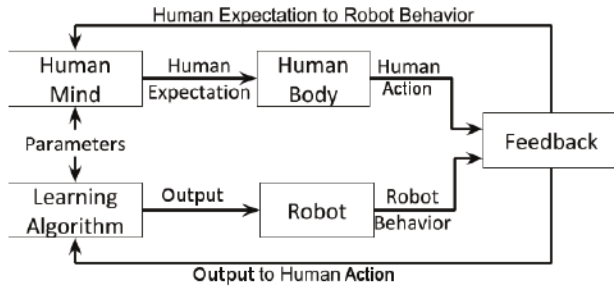 Human Expectation to Robot Behavior
Human
Mind
Human
Expectation
Human
Body
Human
Action
Parameters
Feedback
Learning
Algorithm
Output
Robot
Robot
Behavior
Output to Human Action